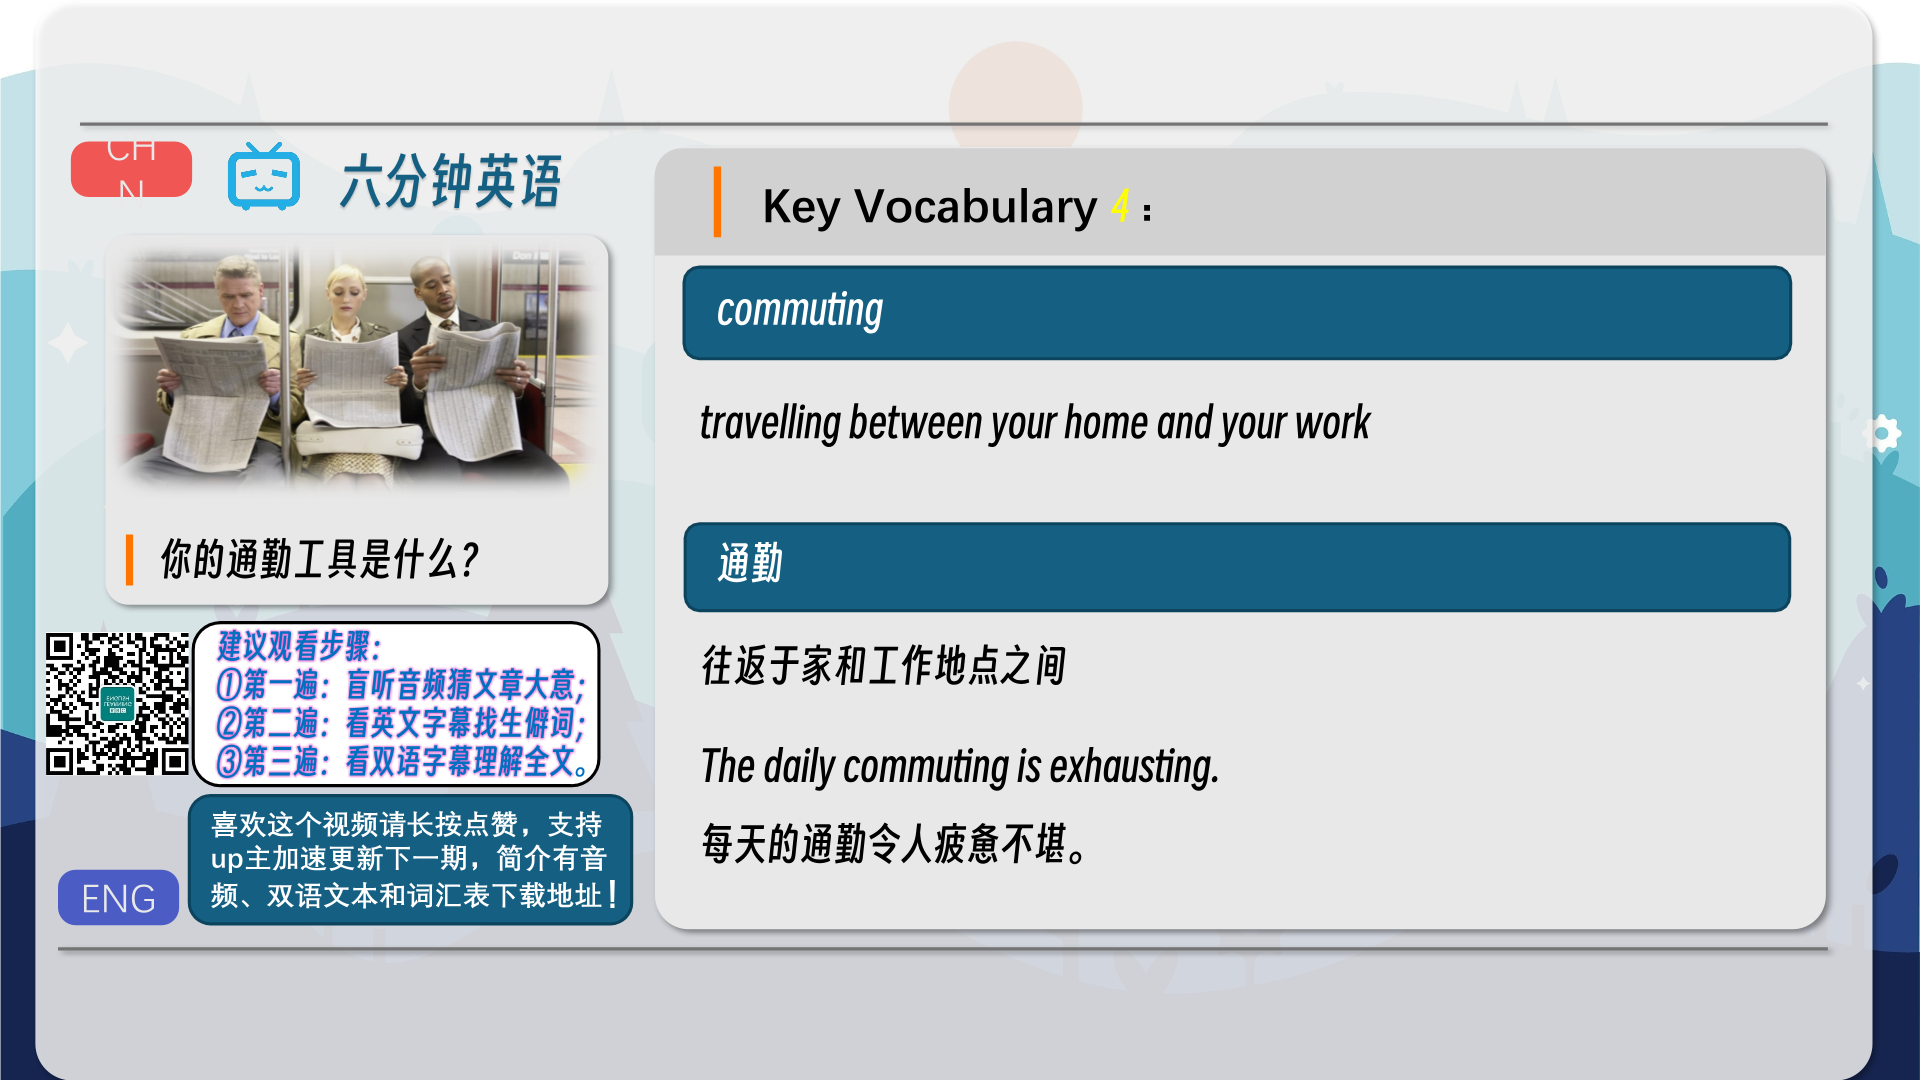 CH
N
六分钟英语
你的通勤工具是什么？
建议观看步骤：
①第一遍：盲听音频猜文章大意；
②第二遍：看英文字幕找生僻词；
③第三遍：看双语字幕理解全文。
喜欢这个视频请长按点赞，支持
up主加速更新下一期，简介有音
频、双语文本和词汇表下载地址！
ENG
Key Vocabulary 4：
commuting
travelling between your home and your work
通勤
往返于家和工作地点之间
The daily commuting is exhausting.
每天的通勤令人疲惫不堪。